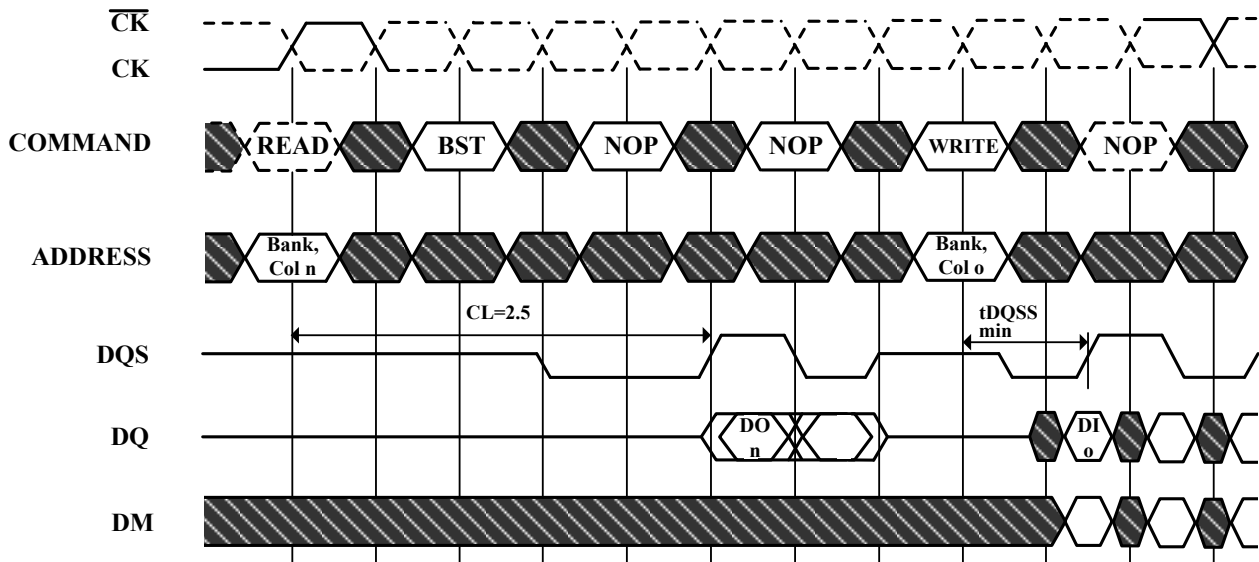 CK
CK
COMMAND
READ
BST
NOP
NOP
WRITE
NOP
ADDRESS
Bank,
Col n
Bank,
Col o
CL=2.5
tDQSS
min
DQS
DQ
DO
n
DI
o
DM